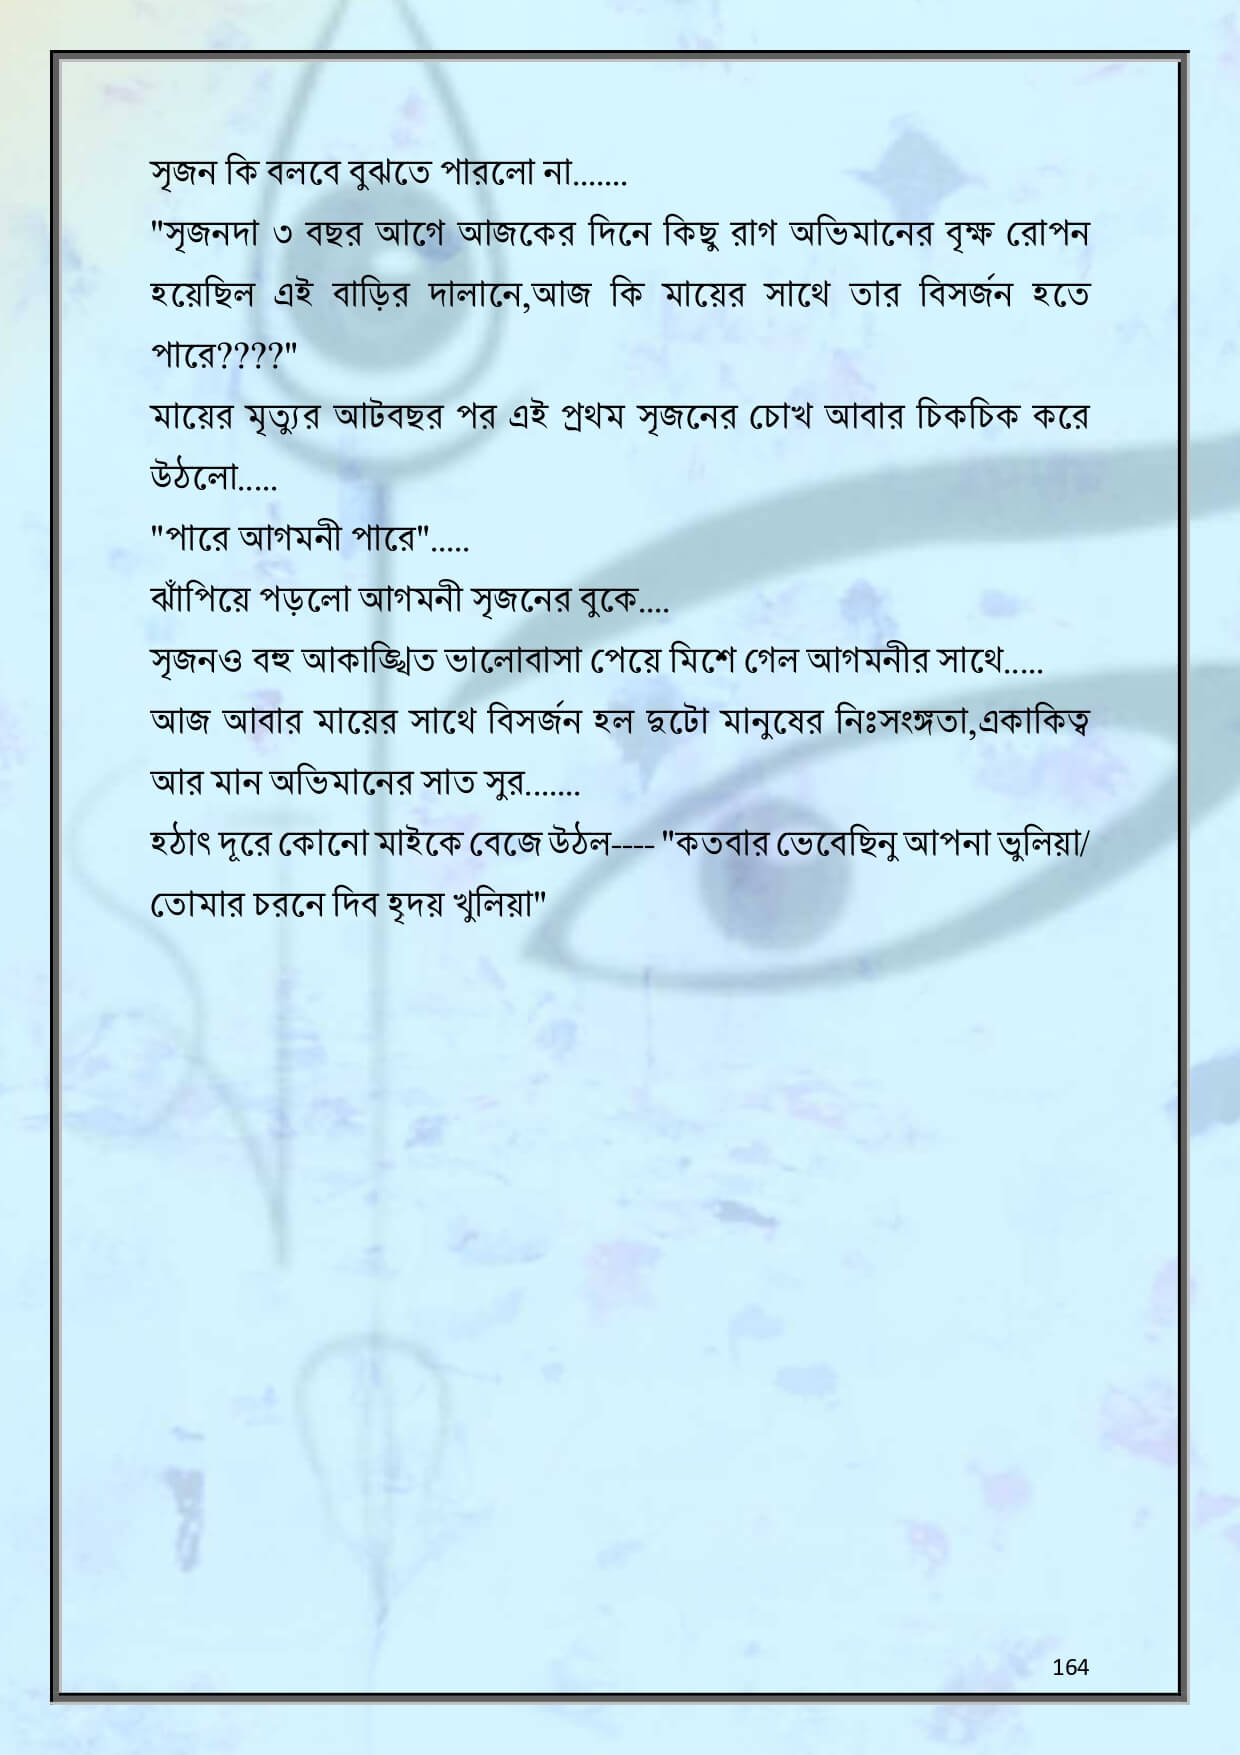 সৃজন কি বলবে বুঝতে পারলো না.......
"সৃজনদা ৩ বছর আগে আজকের দিনে কিছু রাগ অভিমানের বৃক্ষ রোপন
হয়েছিল এই বাড়ির দালানে,আজ কি মায়ের সাথে তার বিসর্জন হতে
পারে????"
মায়ের মৃত্যুর আটবছর পর এই প্রথম সৃজনের চোখ আবার চিকচিক করে
উঠলো.....
"পারে আগমনী পারে".....
ঝাঁপিয়ে পড়লো আগমনী সৃজনের বুকে....
সৃজনও বহু আকাঙ্খিত ভালোবাসা পেয়ে মিশে গেল আগমনীর সাথে.....
আজ আবার মায়ের সাথে বিসর্জন হল দুটো মানুষের নিঃসংঙ্গতা,একাকিত্ব
আর মান অভিমানের সাত সুর.......
হঠাৎ দূরে কোনো মাইকে বেজে উঠল---- "কতবার ভেবেছিনু আপনা ভুলিয়া/
তোমার চরনে দিব হৃদয় খুলিয়া"
164